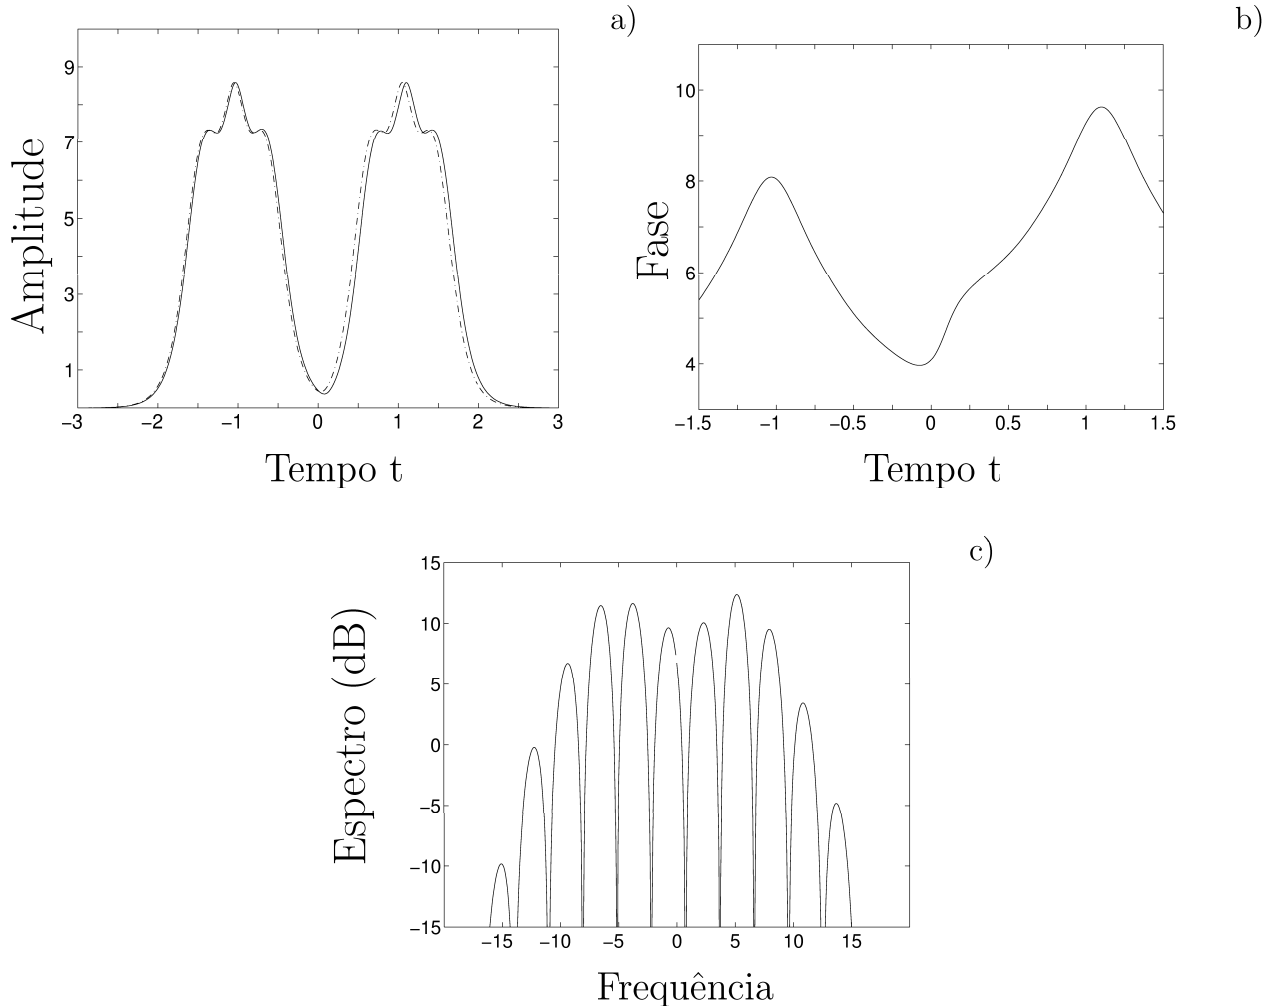 a)
9
7
5
3
1
−3 −2 −1 0 1 2 3
Amplitude
Tempo t
b)
10
8
6
4
−1.5 −1 −0.5 0 0.5 1 1.5
Fase
Tempo t
c)
15
10
5
0
−5
−10
−15
−15 −10 −5 0 5 10 15
Espectro (dB)
Frequência